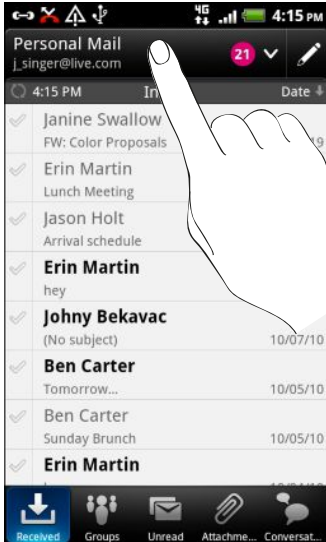 4G 4:15 PM
Personal Mail
j_singer@live.com
21
4:15 PM In Date
Janine Swallow
FW: Color Proposals
Erin Martin
Lunch Meeting
Jason Holt
Arrival schedule
Erin Martin
hey
Johny Bekavac
(No subject) 10/07/10
Ben Carter
Tomorrow... 10/05/10
Ben Carter
Sunday Brunch 10/05/10
Erin Martin
Received Groups Unread Attachme... Conversat...